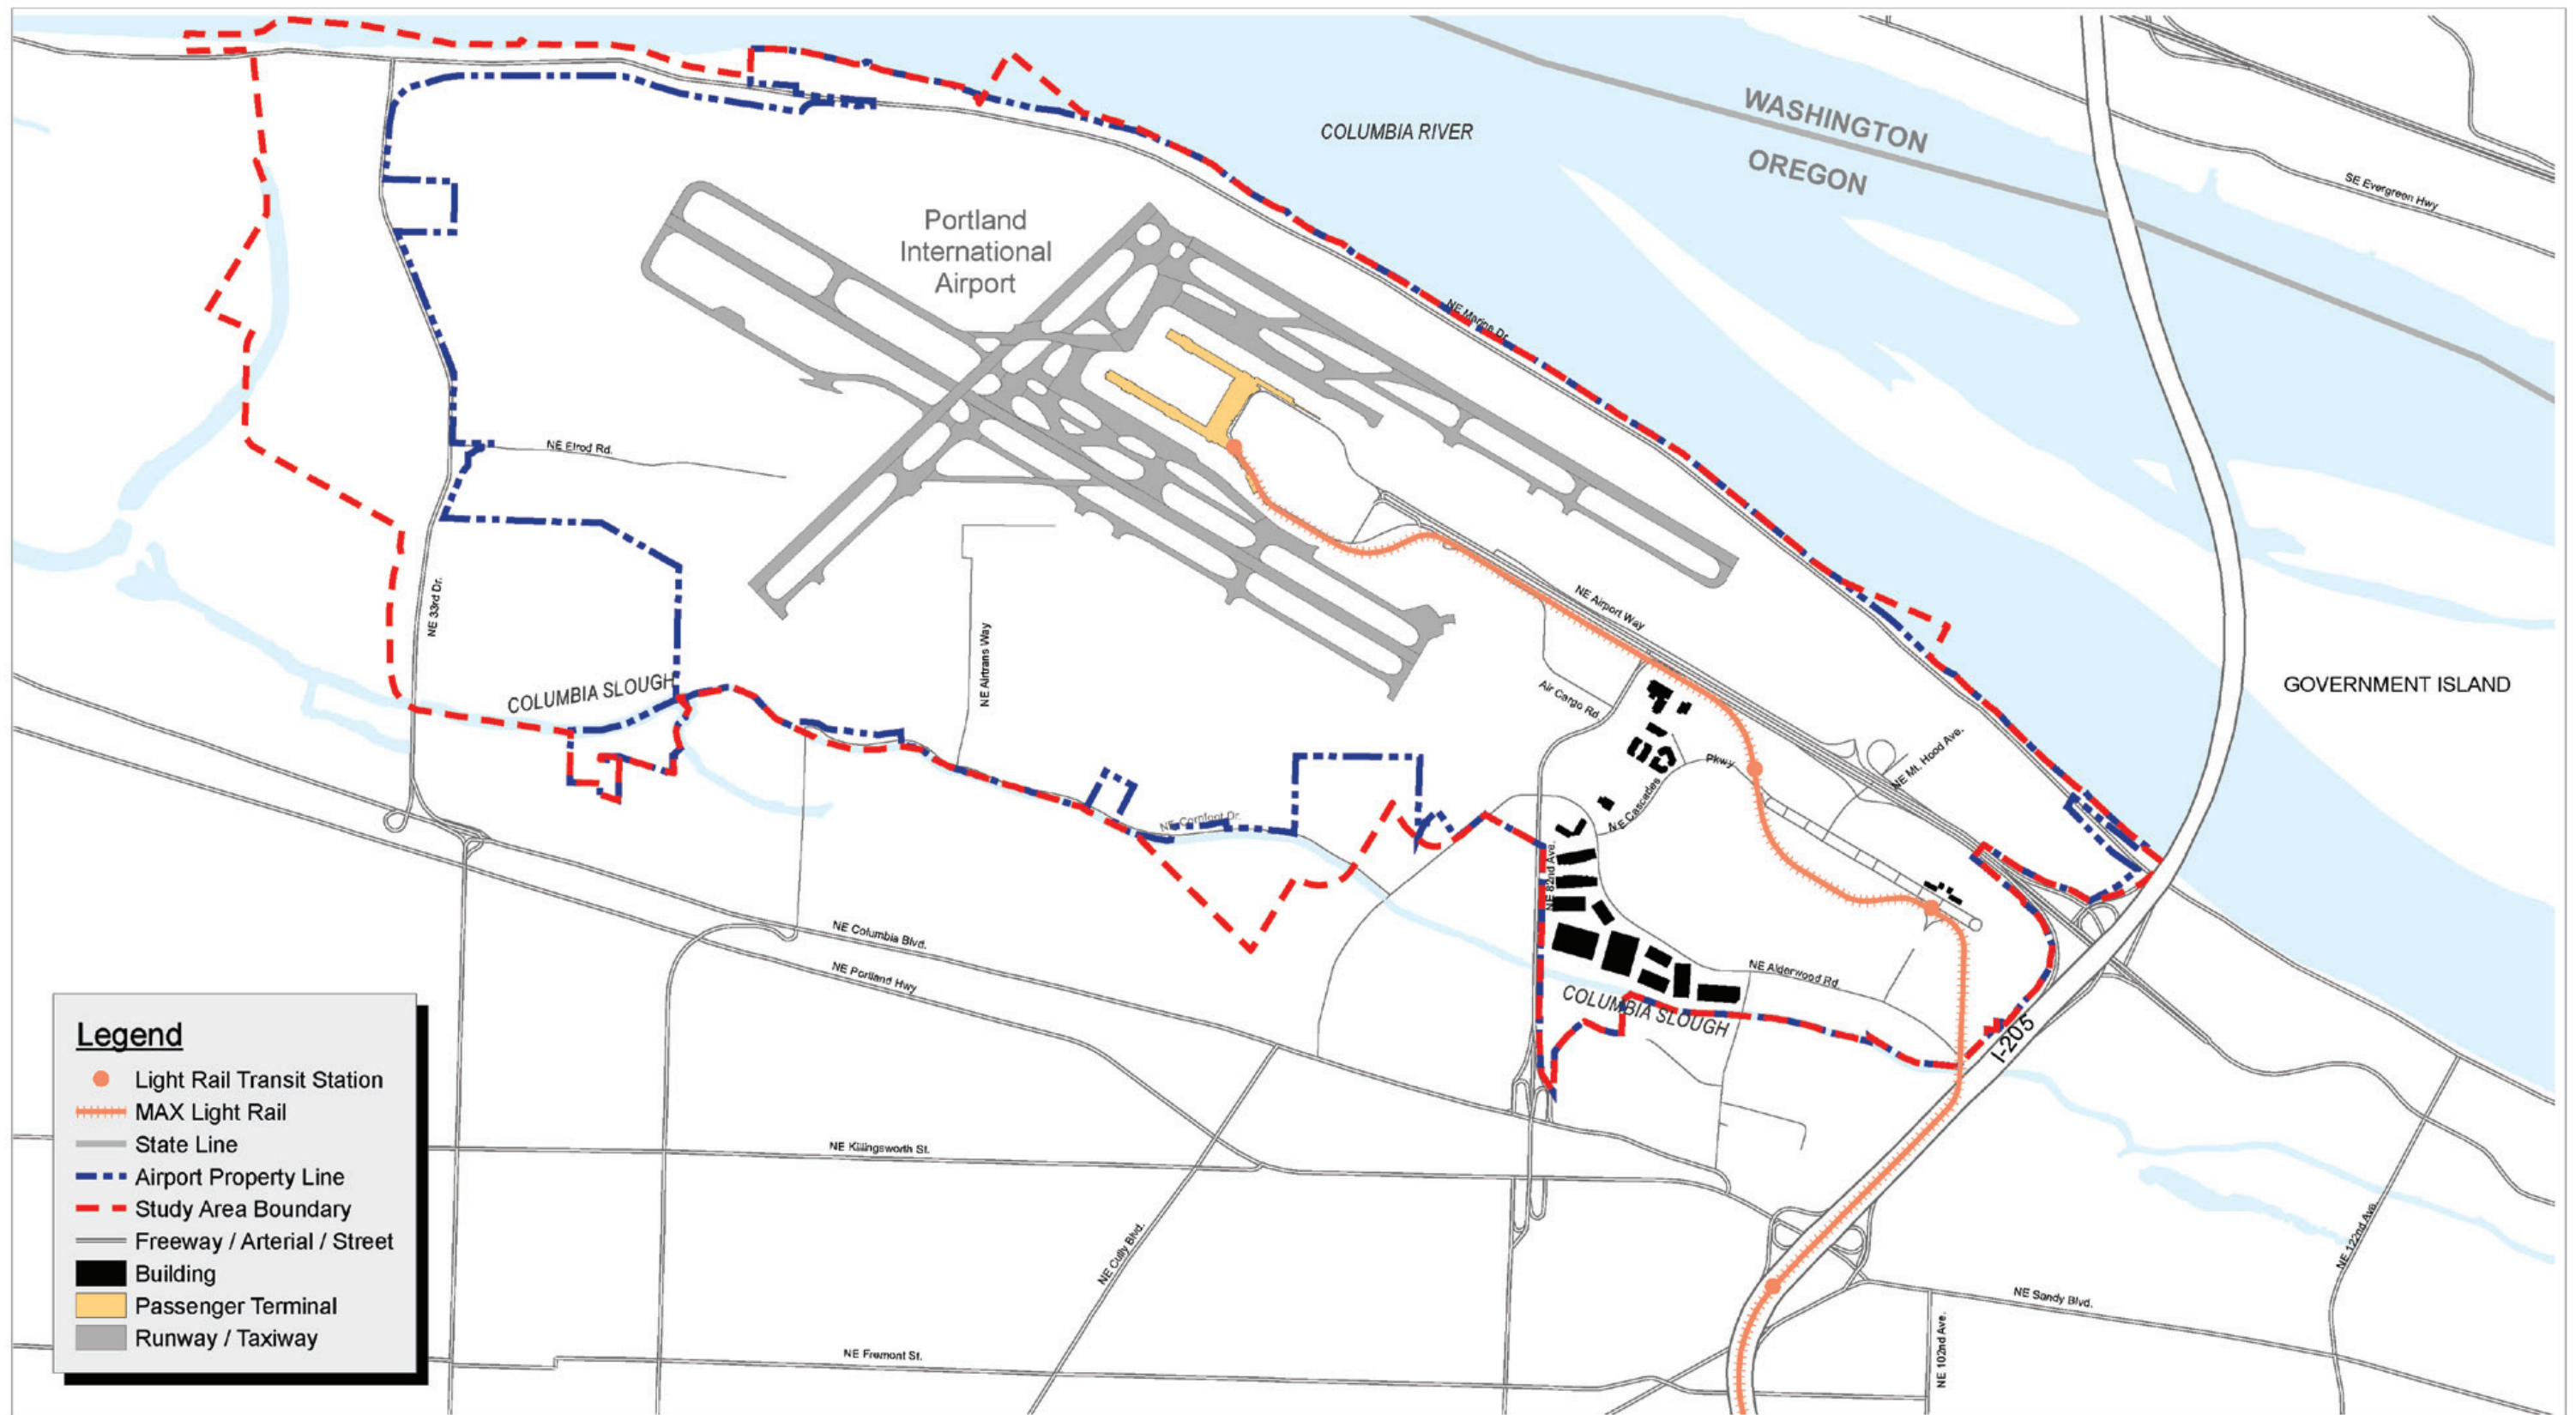 COLUMBIA RIVER
WASHINGTON
OREGON
SE Evergreen Hwy
Portland
International
Airport
NE Marine Dr.
NE Elrod Rd.
NE 33rd Dr.
NE Airtrans Way
NE Airport Way
Air Cargo Rd
GOVERNMENT ISLAND
COLUMBIA SLOUGH
NE Mt. Hood Ave.
Pkwy
NE Cascades
NE Cornfoot Dr.
NE 82nd Ave.
NE Columbia Blvd.
NE Portland Hwy
NE Alderwood Rd
COLUMBIA SLOUGH
I-205
Legend
Light Rail Transit Station
MAX Light Rail
State Line
Airport Property Line
Study Area Boundary
Freeway / Arterial / Street
Building
Passenger Terminal
Runway / Taxiway
NE Killingsworth St.
NE Cully Blvd.
NE 122nd Ave.
NE Sandy Blvd.
NE 102nd Ave.
NE Fremont St.